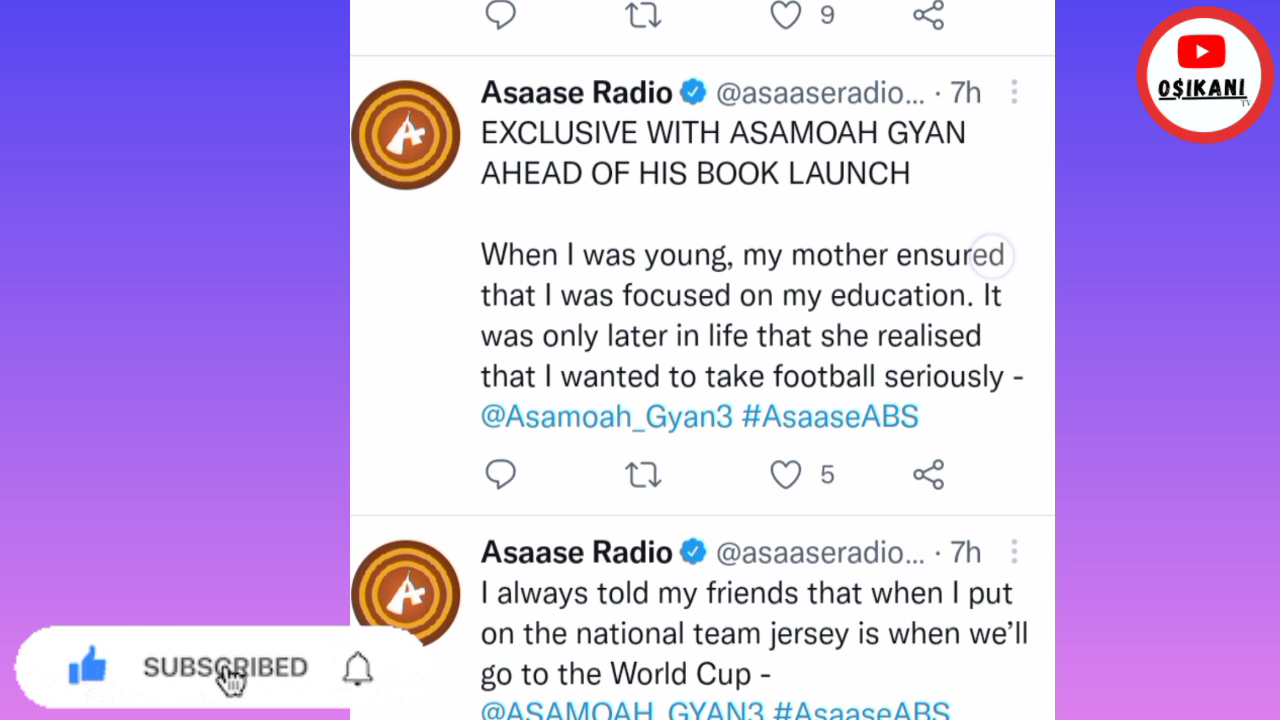 9
Asaase Radio @asaaseradio... · 7h
EXCLUSIVE WITH ASAMOAH GYAN
AHEAD OF HIS BOOK LAUNCH
When I was young, my mother ensured
that I was focused on my education. It
was only later in life that she realised
that I wanted to take football seriously -
@Asamoah_Gyan3 #AsaaseABS
5
Asaase Radio @asaaseradio... · 7h
I always told my friends that when I put
on the national team jersey is when we’ll
go to the World Cup -
@ASAMOAH_GYAN3 #AsaaseABS
O$IKANI
TV
SUBSCRIBED